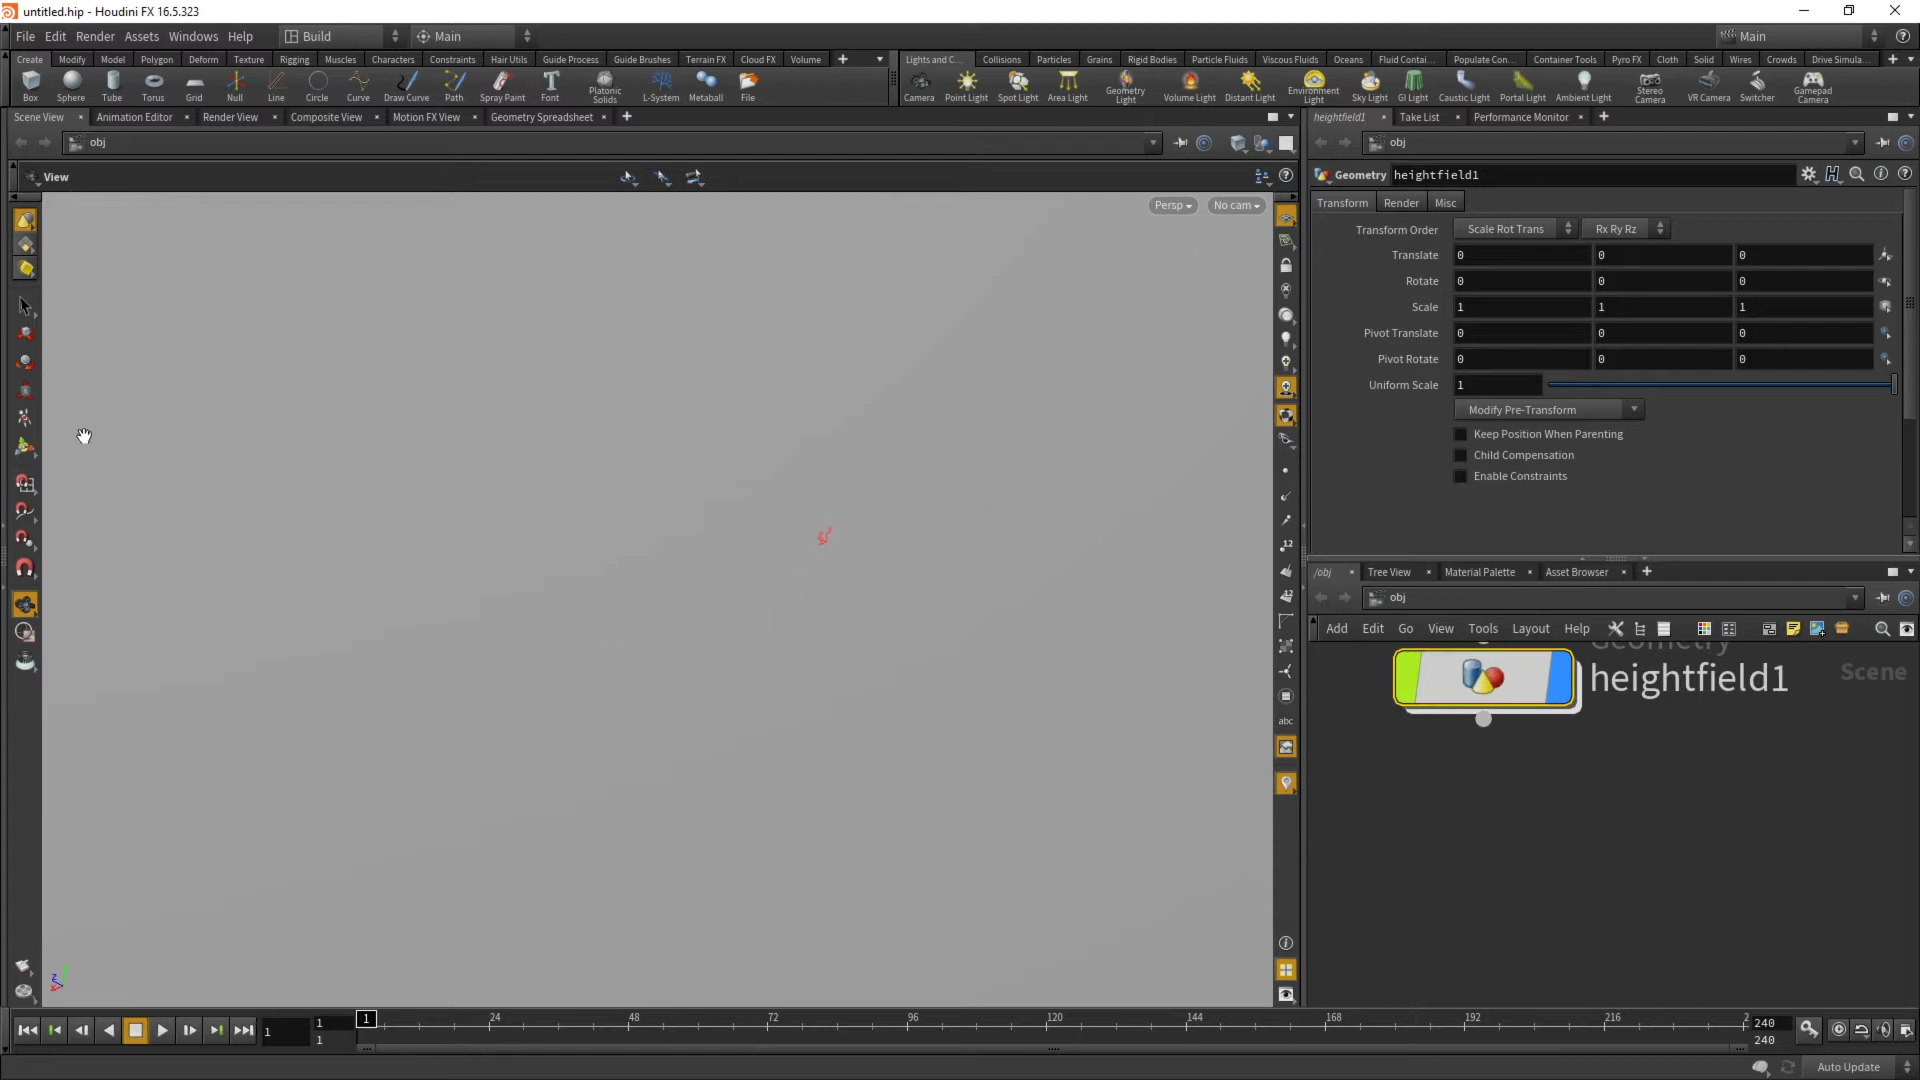 untitled.hip - Houdini FX 16.5.323
File Edit Render Assets Windows Help Build Main Main
Create Modify Model Polygon Deform Texture Rigging Muscles Characters Constraints Hair Utils Guide Process Guide Brushes Terrain FX Cloud FX Volume
Lights and C... Collisions Particles Grains Rigid Bodies Particle Fluids Viscous Fluids Oceans Fluid Contai... Populate Con... Container Tools Pyro FX Cloth Solid Wires Crowds Drive Simula...
Box Sphere Tube Torus Grid Null Line Circle Curve Draw Curve Path Spray Paint Font Platonic Solids L-System Metaball File
Camera Point Light Spot Light Area Light Geometry Light Volume Light Distant Light Environment Light Sky Light GI Light Caustic Light Portal Light Ambient Light Stereo Camera VR Camera Switcher Gamepad Camera
Scene View Animation Editor Render View Composite View Motion FX View Geometry Spreadsheet
heightfield1 Take List Performance Monitor
obj
obj
View
Geometry heightfield1
Persp No cam
Transform Render Misc
Transform Order Scale Rot Trans Rx Ry Rz
Translate 0 0 0
Rotate 0 0 0
Scale 1 1 1
Pivot Translate 0 0 0
Pivot Rotate 0 0 0
Uniform Scale 1
Modify Pre-Transform
Keep Position When Parenting
Child Compensation
Enable Constraints
12
12
abc
/obj Tree View Material Palette Asset Browser
obj
Add Edit Go View Tools Layout Help
Geometry
heightfield1
Scene
1 1 1 24 48 72 96 120 144 168 192 216 2 240
1 240
Auto Update